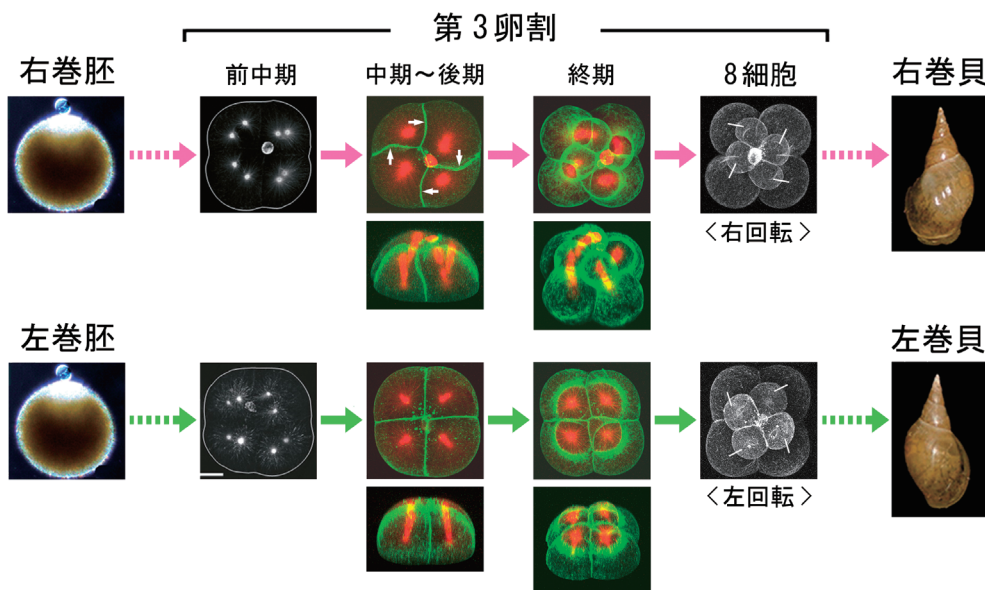 第3卵割
右巻胚
前中期
中期～後期
終期
8細胞
右巻貝
＜右回転＞
左巻胚
左巻貝
＜左回転＞